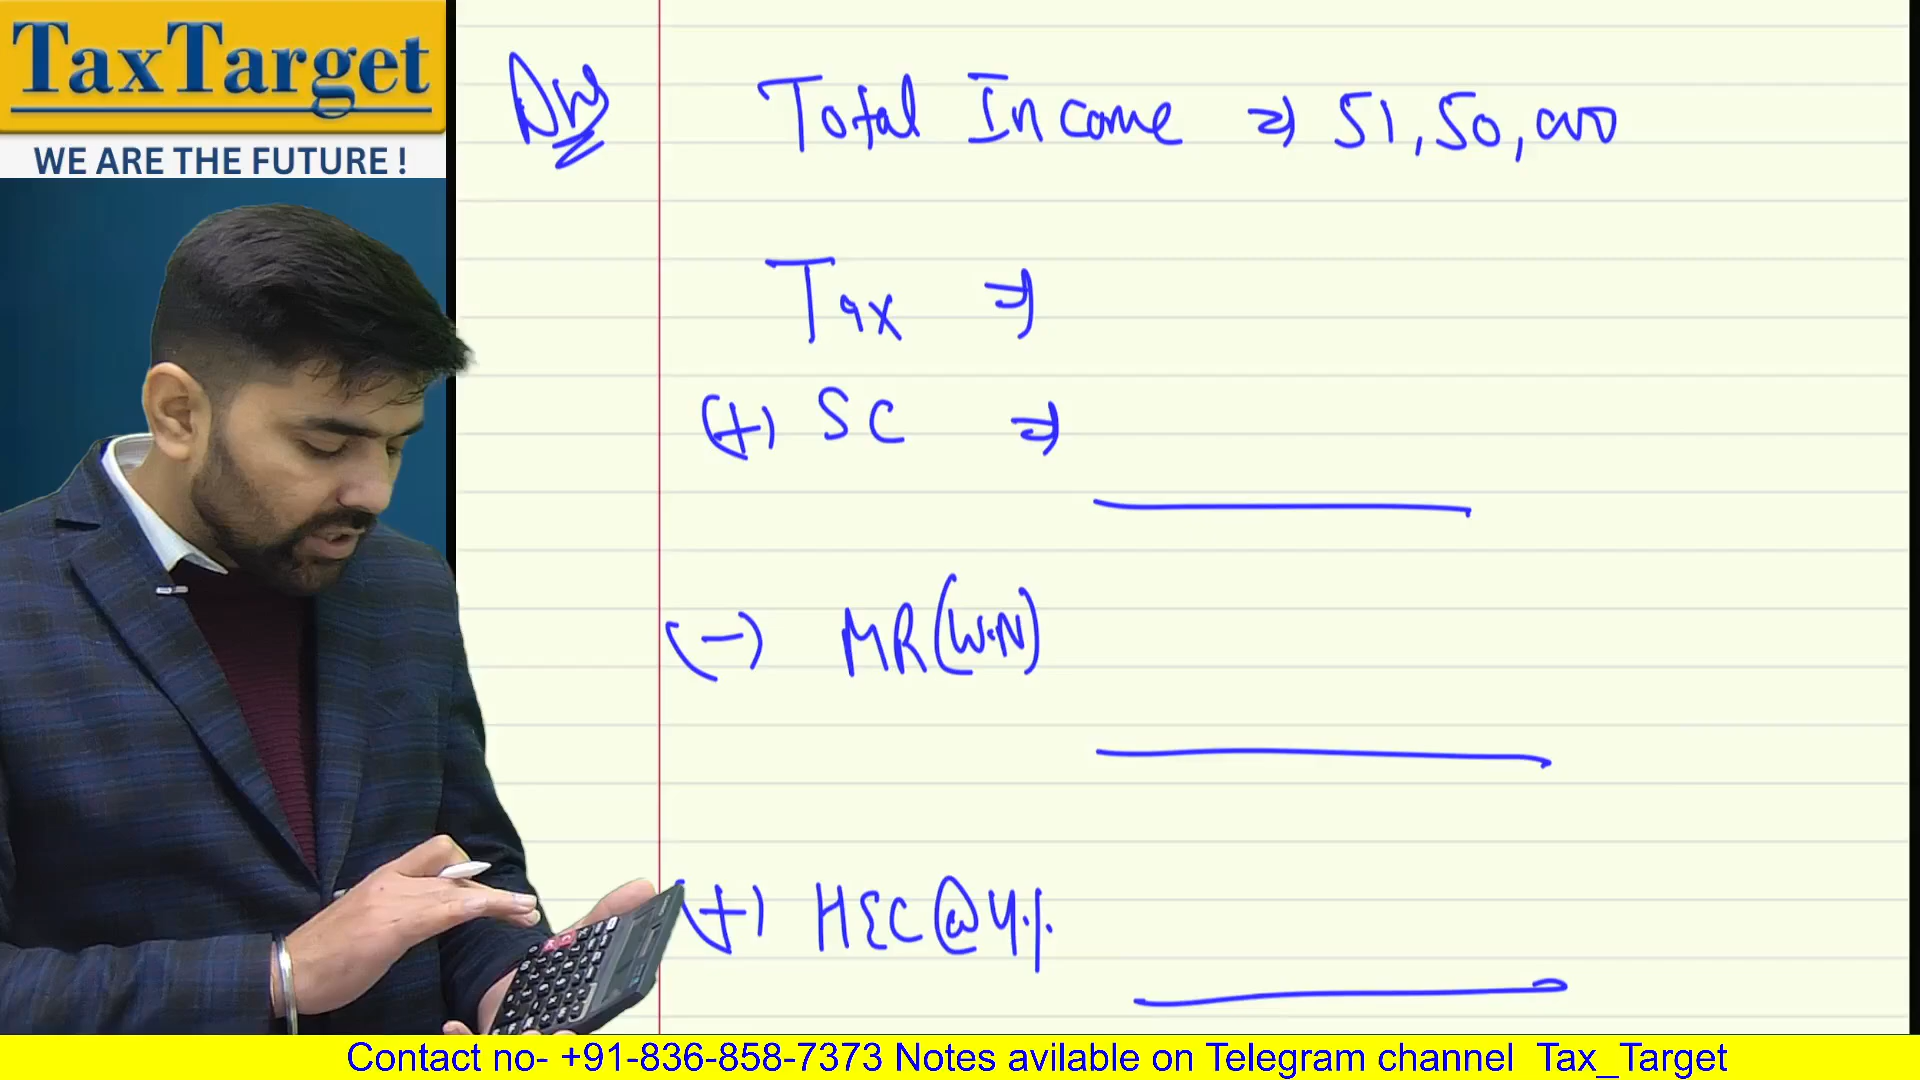 TaxTarget
WE ARE THE FUTURE !
Ans Total Income ⇒ 51,50,000
Tax ⇒
(+) SC ⇒
(-) MR(W.N)
(+) H&C@4%
Contact no- +91-836-858-7373 Notes avilable on Telegram channel Tax_Target